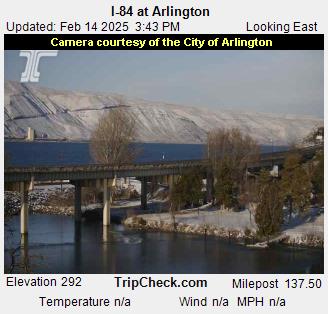 I-84 at Arlington
Updated: Feb 14 2025 3:43 PM Looking East
Camera courtesy of the City of Arlington
Elevation 292 TripCheck.com Milepost 137.50
Temperature n/a Wind n/a MPH n/a